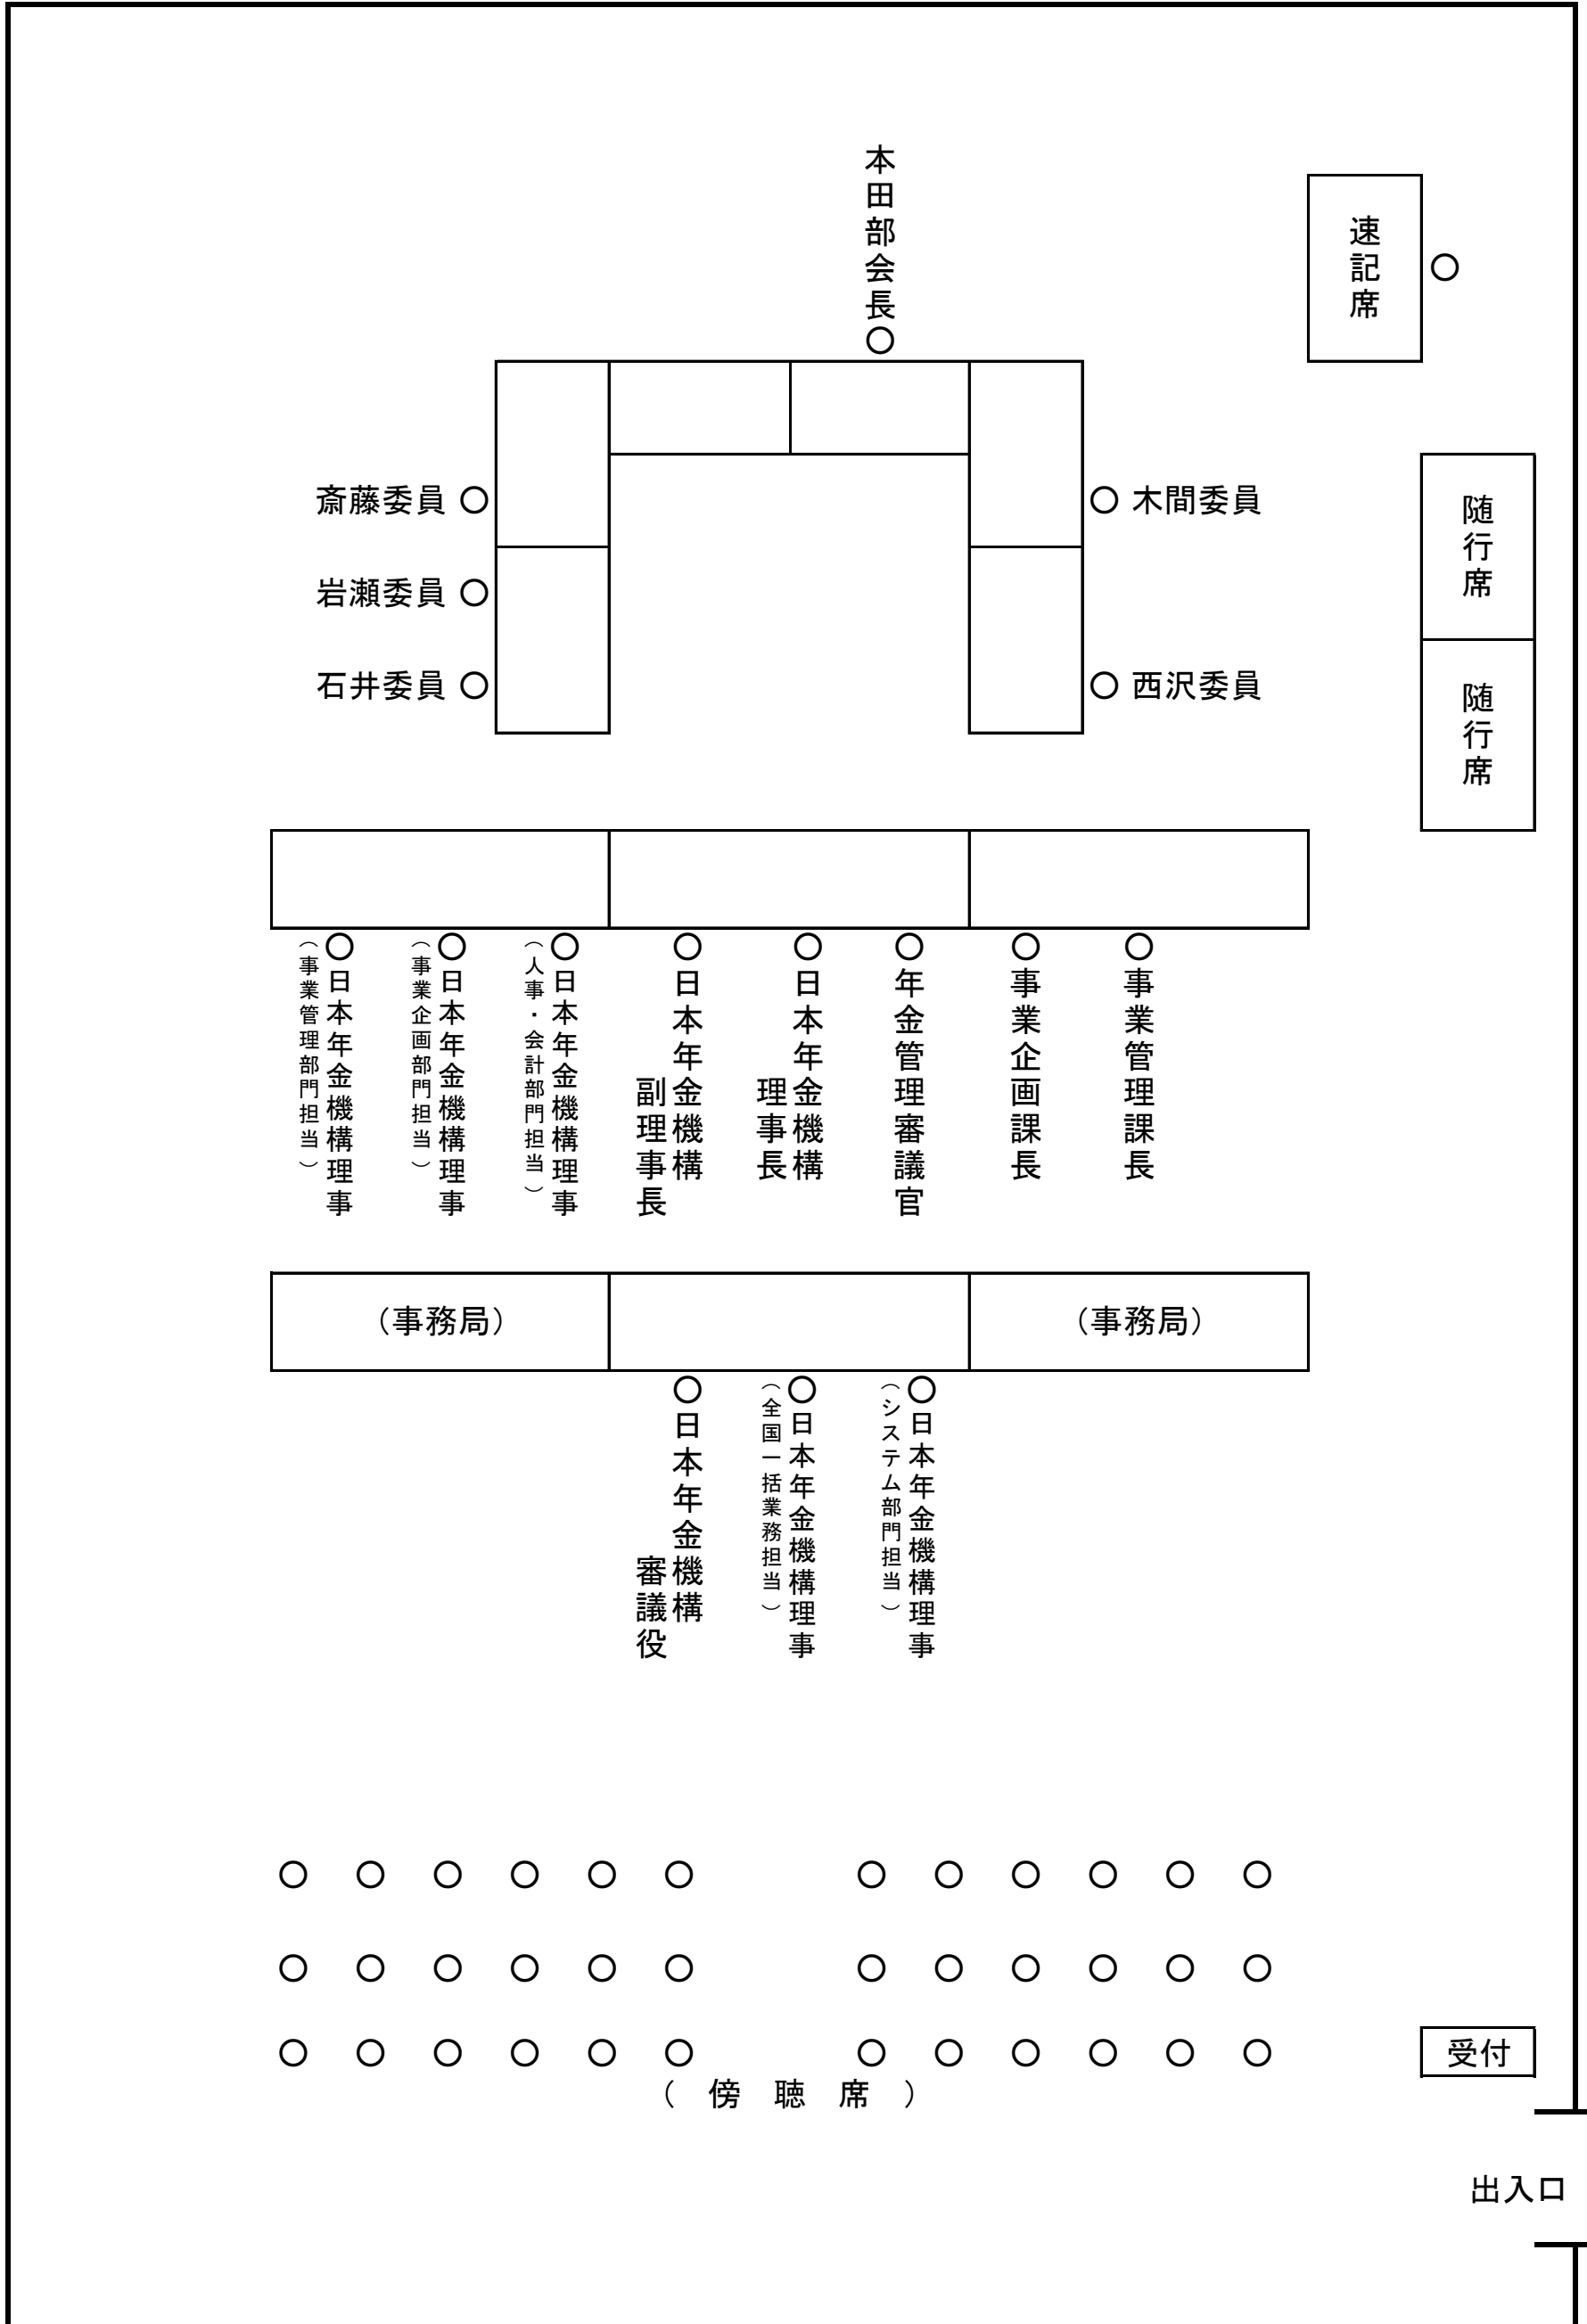 本田部会長○
速記席
○
斎藤委員 ○
○ 木間委員
岩瀬委員 ○
石井委員 ○
○ 西沢委員
随行席
随行席
○事業管理課長
○事業企画課長
○年金管理審議官
○日本年金機構
理事長
○日本年金機構
副理事長
○日本年金機構理事
（人事・会計部門担当）
○日本年金機構理事
（事業企画部門担当）
○日本年金機構理事
（事業管理部門担当）
（事務局）
（事務局）
○日本年金機構理事
（システム部門担当）
○日本年金機構理事
（全国一括業務担当）
○日本年金機構
審議役
○ ○ ○ ○ ○ ○ ○ ○ ○ ○ ○ ○
○ ○ ○ ○ ○ ○ ○ ○ ○ ○ ○ ○
○ ○ ○ ○ ○ ○ ○ ○ ○ ○ ○ ○
（ 傍 聴 席 ）
受付
出入口